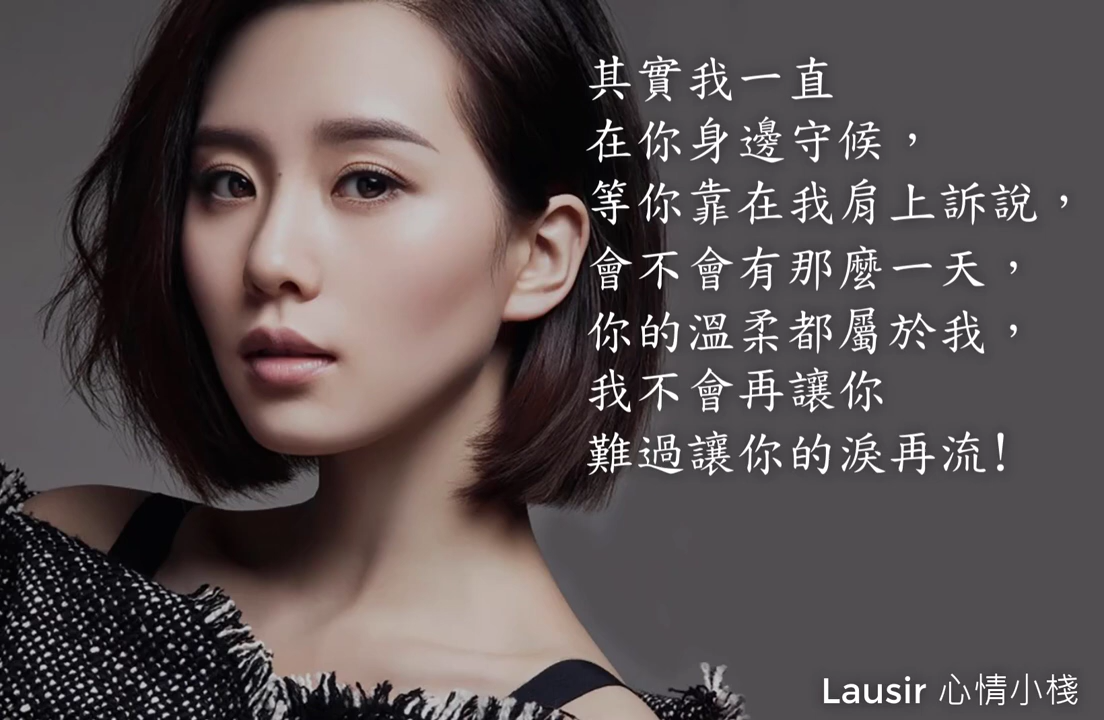 其實我一直
在你身邊守候，
等你靠在我肩上訴說，
會不會有那麼一天，
你的溫柔都屬於我，
我不會再讓你
難過讓你的淚再流!
Lausir 心情小棧